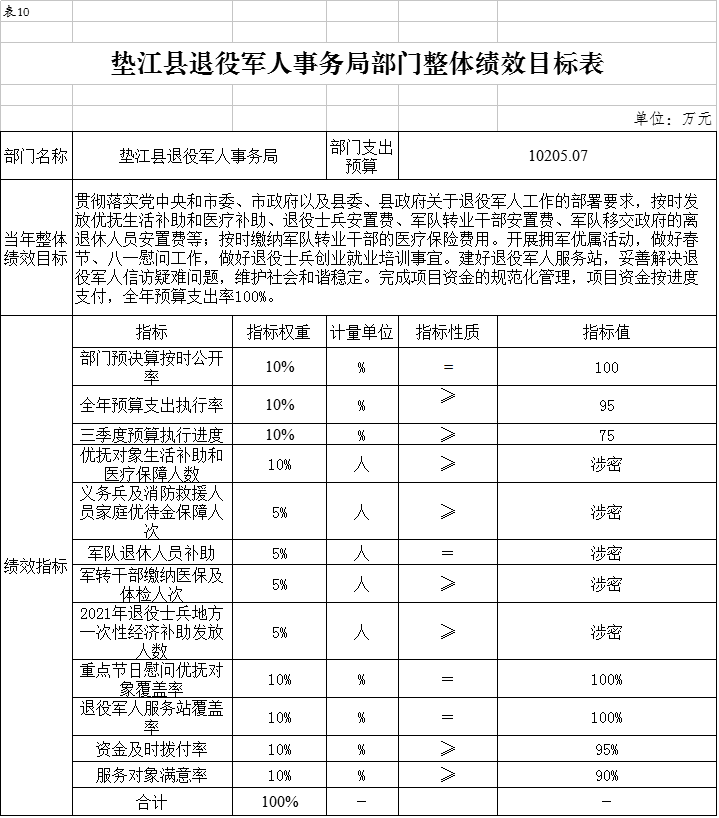 表10
垫江县退役军人事务局部门整体绩效目标表
单位：万元
部门名称 垫江县退役军人事务局 部门支出 10205.07
预算
当年整体
绩效目标
贯彻落实党中央和市委、市政府以及县委、县政府关于退役军人工作的部署要求，按时发
放优抚生活补助和医疗补助、退役士兵安置费、军队转业干部安置费、军队移交政府的离
退休人员安置费等；按时缴纳军队转业干部的医疗保险费用。开展拥军优属活动，做好春
节、八一慰问工作，做好退役士兵创业就业培训事宜。建好退役军人服务站，妥善解决退
役军人信访疑难问题，维护社会和谐稳定。完成项目资金的规范化管理，项目资金按进度
支付，全年预算支出率100%。
绩效指标
指标 指标权重 计量单位 指标性质 指标值
部门预决算按时公开
率 10% % = 100
全年预算支出执行率 10% % ≥ 95
三季度预算执行进度 10% % ≥ 75
优抚对象生活补助和
医疗保障人数 10% 人 ≥ 涉密
义务兵及消防救援人
员家庭优待金保障人 5% 人 ≥ 涉密
次
军队退休人员补助 5% 人 = 涉密
军转干部缴纳医保及
体检人次 5% 人 ≥ 涉密
2021年退役士兵地方
一次性经济补助发放 5% 人 ≥ 涉密
人数
重点节日慰问优抚对
象覆盖率 10% % = 100%
退役军人服务站覆盖
率 10% % = 100%
资金及时拨付率 10% % ≥ 95%
服务对象满意率 10% % ≥ 90%
合计 100% － －